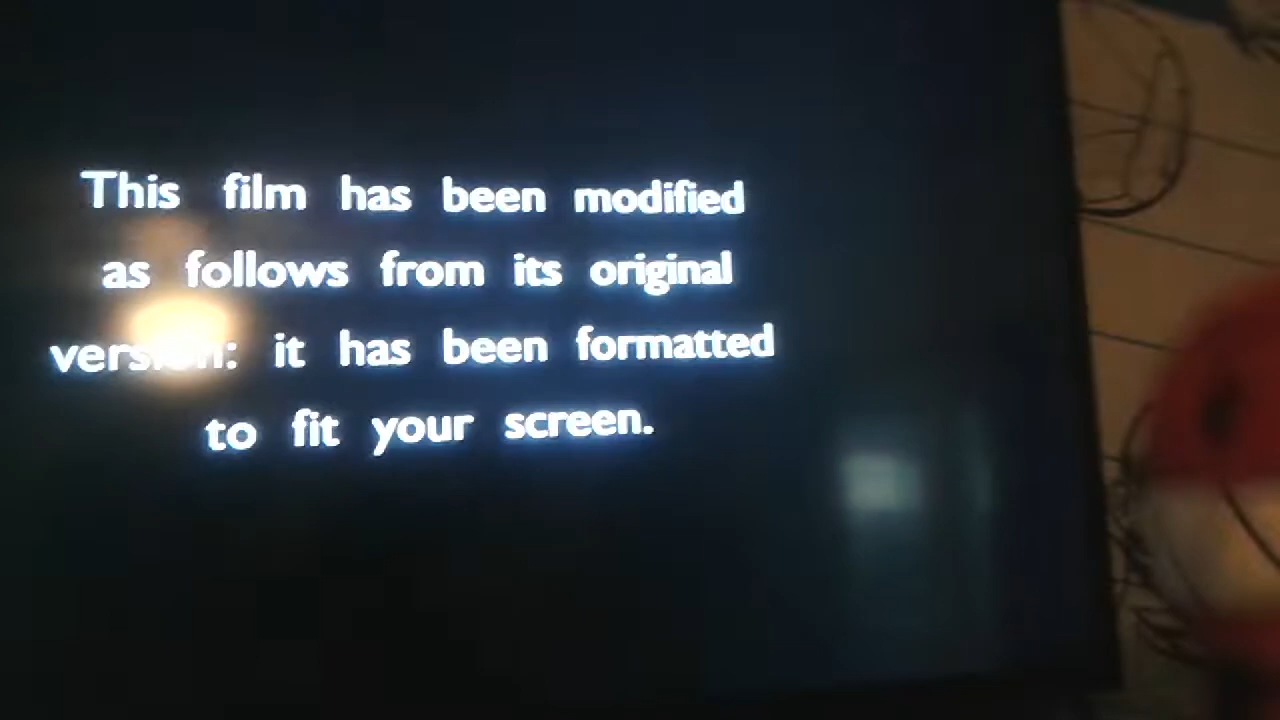 This film has been modified
as follows from its original
version: it has been formatted
to fit your screen.